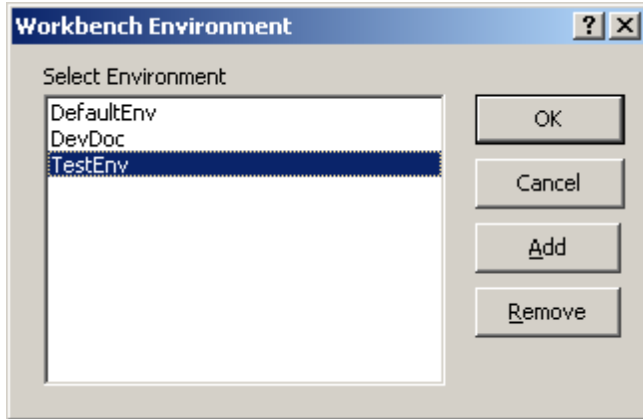 Workbench Environment
Select Environment
DefaultEnv
DevDoc
TestEnv
OK
Cancel
Add
Remove